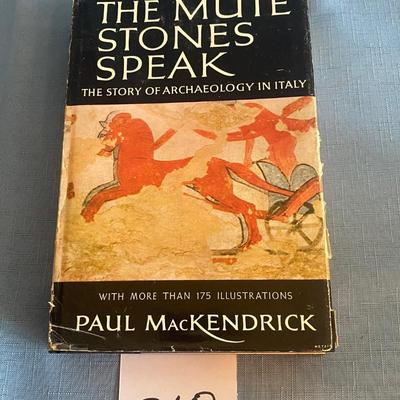 THE MUTE
STONES
SPEAK
THE STORY OF ARCHAEOLOGY IN ITALY
WITH MORE THAN 175 ILLUSTRATIONS
PAUL MACKENDRICK